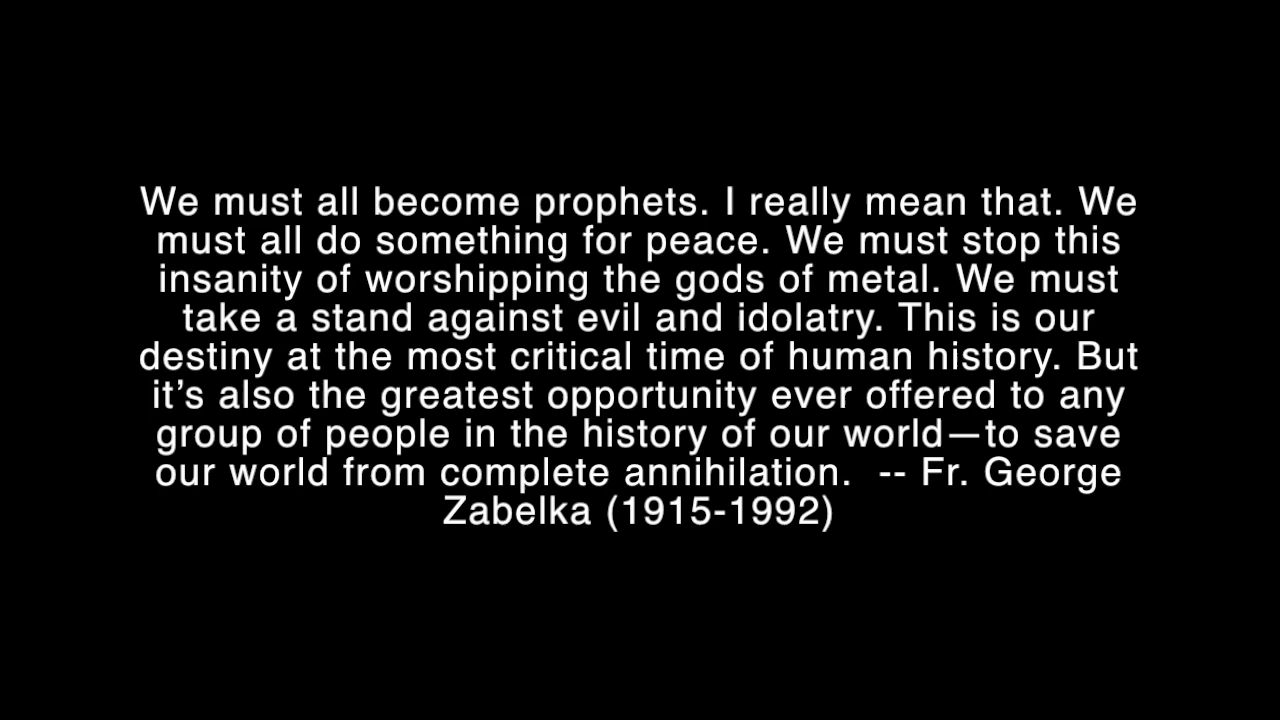 We must all become prophets. I really mean that. We
must all do something for peace. We must stop this
insanity of worshipping the gods of metal. We must
take a stand against evil and idolatry. This is our
destiny at the most critical time of human history. But
it’s also the greatest opportunity ever offered to any
group of people in the history of our world—to save
our world from complete annihilation.  -- Fr. George
Zabelka (1915-1992)